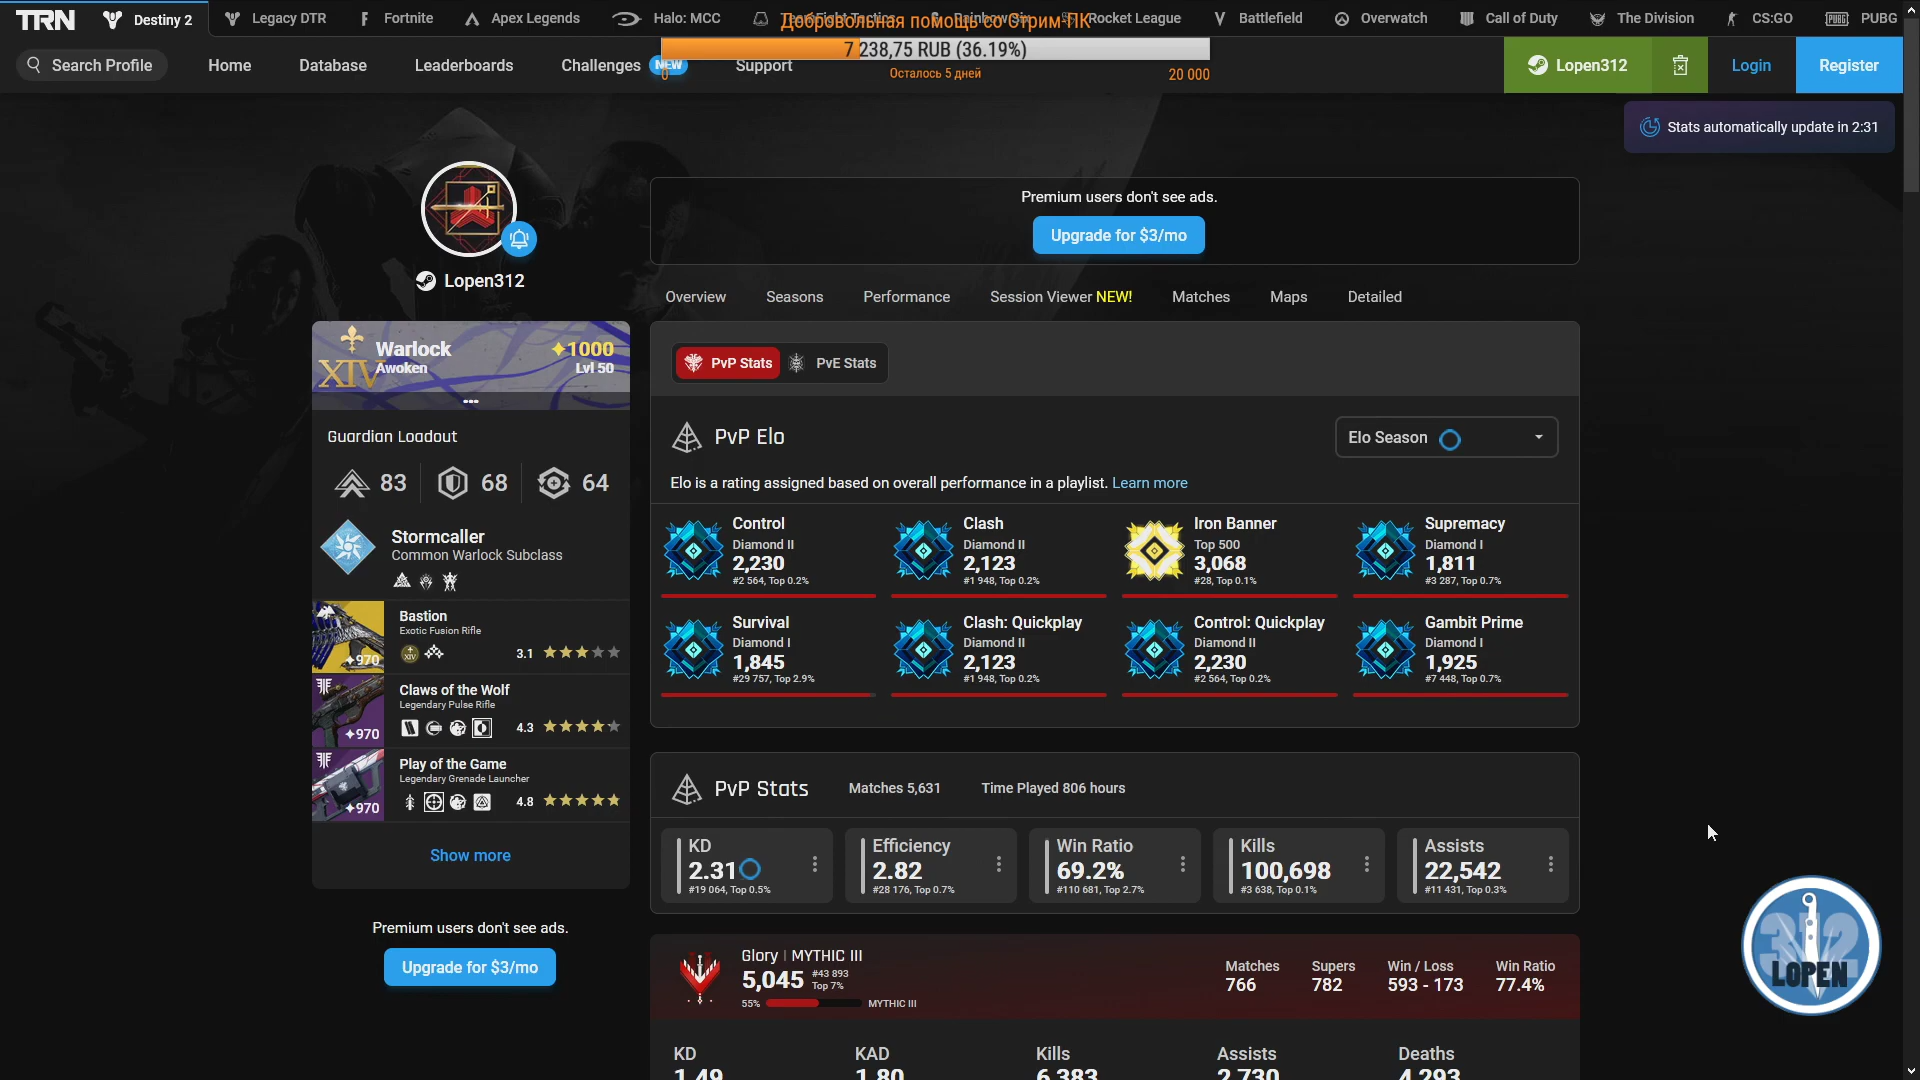 TRN
Destiny 2
Legacy DTR
Fortnite
Apex Legends
Halo: MCC
Rocket League
Battlefield
Overwatch
Call of Duty
The Division
CS:GO
PUBG
PUBG
Добровольная помощь со Стрим ПК
7 238,75 RUB (36.19%)
0
Осталось 5 дней
20 000
Search Profile
Home
Database
Leaderboards
Challenges
NEW
Support
Lopen312
Login
Register
Stats automatically update in 2:31
Lopen312
Premium users don't see ads.
Upgrade for $3/mo
Overview
Seasons
Performance
Session Viewer NEW!
Matches
Maps
Detailed
XIV
Warlock
1000
Awoken
Lvl 50
Guardian Loadout
83
68
64
Stormcaller
Common Warlock Subclass
970
Bastion
Exotic Fusion Rifle
XIV
3.1
970
Claws of the Wolf
Legendary Pulse Rifle
4.3
970
Play of the Game
Legendary Grenade Launcher
4.8
Show more
Premium users don't see ads.
Upgrade for $3/mo
PvP Stats
PvE Stats
PvP Elo
Elo Season
Elo is a rating assigned based on overall performance in a playlist. Learn more
Control
Diamond II
2,230
#2 564, Top 0.2%
Clash
Diamond II
2,123
#1 948, Top 0.2%
Iron Banner
Top 500
3,068
#28, Top 0.1%
Supremacy
Diamond I
1,811
#3 287, Top 0.7%
Survival
Diamond I
1,845
#29 757, Top 2.9%
Clash: Quickplay
Diamond II
2,123
#1 948, Top 0.2%
Control: Quickplay
Diamond II
2,230
#2 564, Top 0.2%
Gambit Prime
Diamond I
1,925
#7 448, Top 0.7%
PvP Stats
Matches 5,631
Time Played 806 hours
KD
2.31
#19 064, Top 0.5%
Efficiency
2.82
#28 176, Top 0.7%
Win Ratio
69.2%
#110 681, Top 2.7%
Kills
100,698
#3 638, Top 0.1%
Assists
22,542
#11 431, Top 0.3%
Glory | MYTHIC III
5,045
#43 893
Top 7%
55%
MYTHIC III
Matches
766
Supers
782
Win / Loss
593 - 173
Win Ratio
77.4%
KD
1.49
KAD
1.80
Kills
6,383
Assists
2,730
Deaths
4,293
312
LOPEN